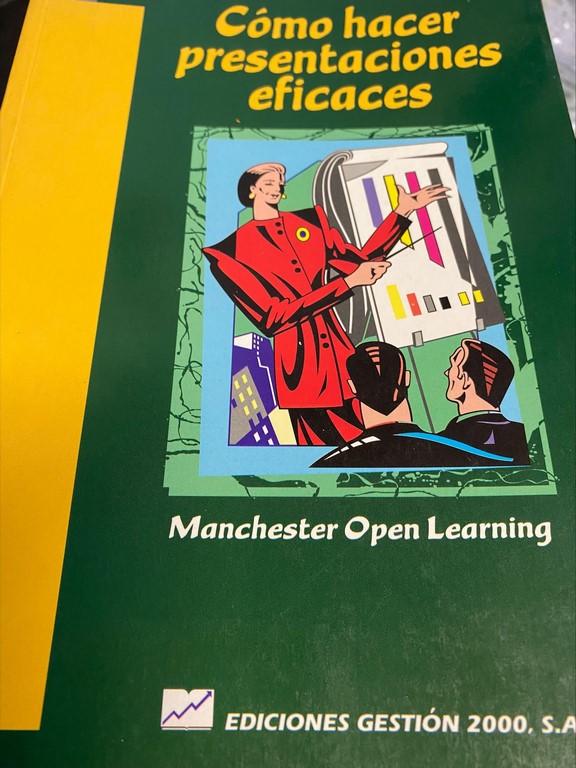 Cómo hacer
presentaciones
eficaces
Manchester Open Learning
EDICIONES GESTIÓN 2000, S.A